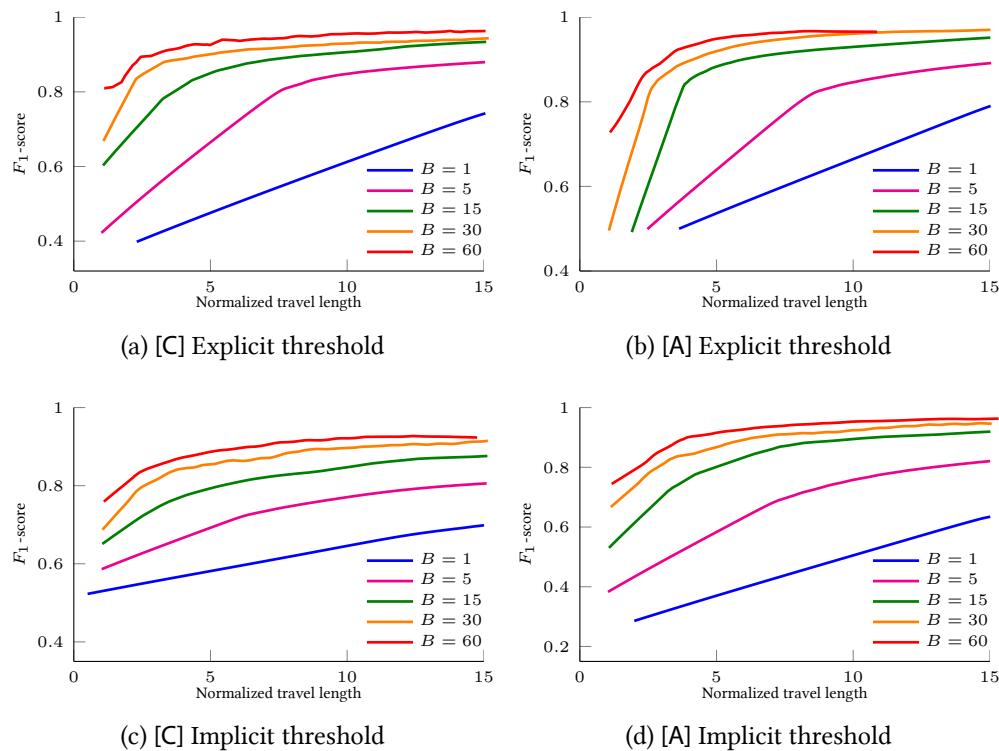 1
0.8
0.6
0.4
F1-score
B = 1
B = 5
B = 15
B = 30
B = 60
0 5 10 15
Normalized travel length
(a) [C] Explicit threshold
1
0.8
0.6
0.4
F1-score
B = 1
B = 5
B = 15
B = 30
B = 60
0 5 10 15
Normalized travel length
(b) [A] Explicit threshold
1
0.8
0.6
0.4
F1-score
B = 1
B = 5
B = 15
B = 30
B = 60
0 5 10 15
Normalized travel length
(c) [C] Implicit threshold
1
0.8
0.6
0.4
0.2
F1-score
B = 1
B = 5
B = 15
B = 30
B = 60
0 5 10 15
Normalized travel length
(d) [A] Implicit threshold